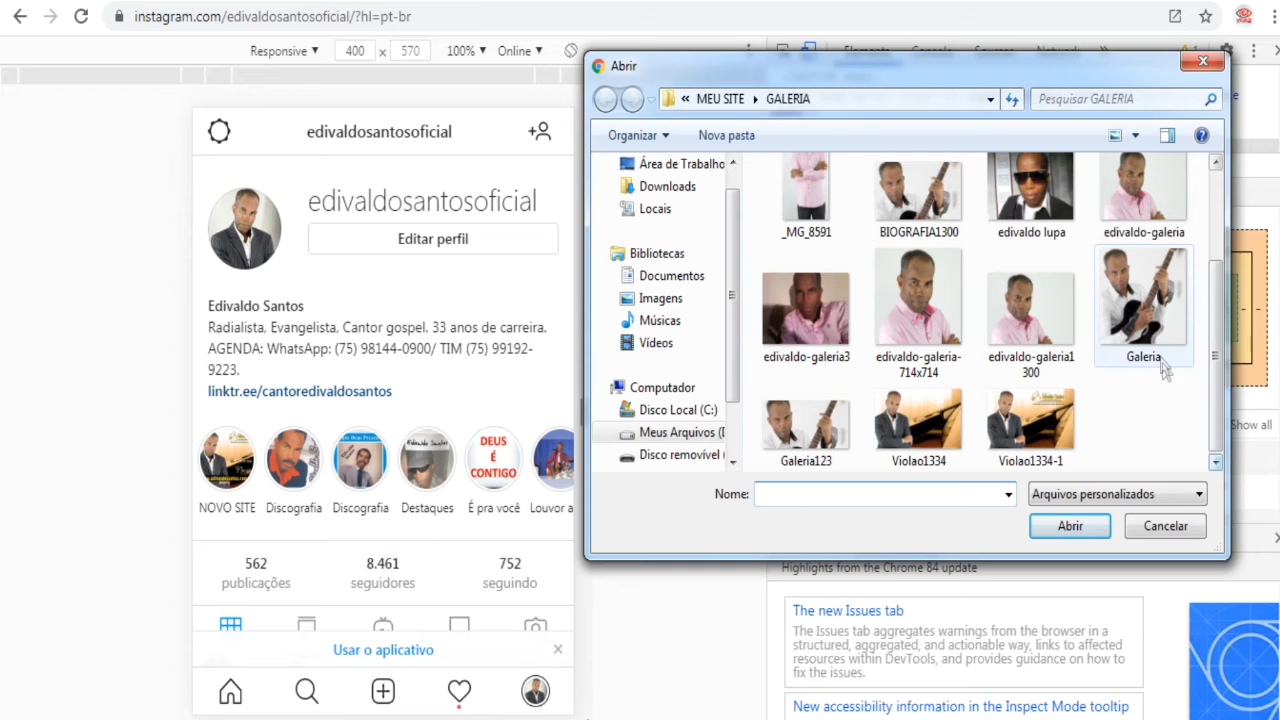 instagram.com/edivaldosantosoficial/?hl=pt-br
Responsive ▼ 400 x 570 100% ▼ Online ▼
edivaldosantosoficial
edivaldosantosoficial
Editar perfil
Edivaldo Santos
Radialista, Evangelista, Cantor gospel. 33 anos de carreira.
AGENDA: WhatsApp: (75) 98144-0900/ TIM (75) 99192-
9223.
linktr.ee/cantoredivaldosantos
DEUS
É
CONTIGO
NOVO SITE Discografia Discografia Destaques É pra você Louvor a
562 8.461 752
publicações seguidores seguindo
Usar o aplicativo
Abrir
« MEU SITE GALERIA
Pesquisar GALERIA
Organizar Nova pasta
Área de Trabalho
Downloads
Locais
Bibliotecas
Documentos
Imagens
Músicas
Vídeos
Computador
Disco Local (C:)
Meus Arquivos (D
Disco removível (
_MG_8591 BIOGRAFIA1300 edivaldo lupa edivaldo-galeria
edivaldo-galeria3 edivaldo-galeria- edivaldo-galeria1 Galeria
714x714 300
Galeria123 Violao1334 Violao1334-1
Nome: Arquivos personalizados
Abrir Cancelar
Show all
Highlights from the Chrome 84 update
The new Issues tab
The Issues tab aggregates warnings from the browser in a
structured, aggregated, and actionable way, links to affected
resources within DevTools, and provides guidance on how to
fix the issues.
New accessibility information in the Inspect Mode tooltip